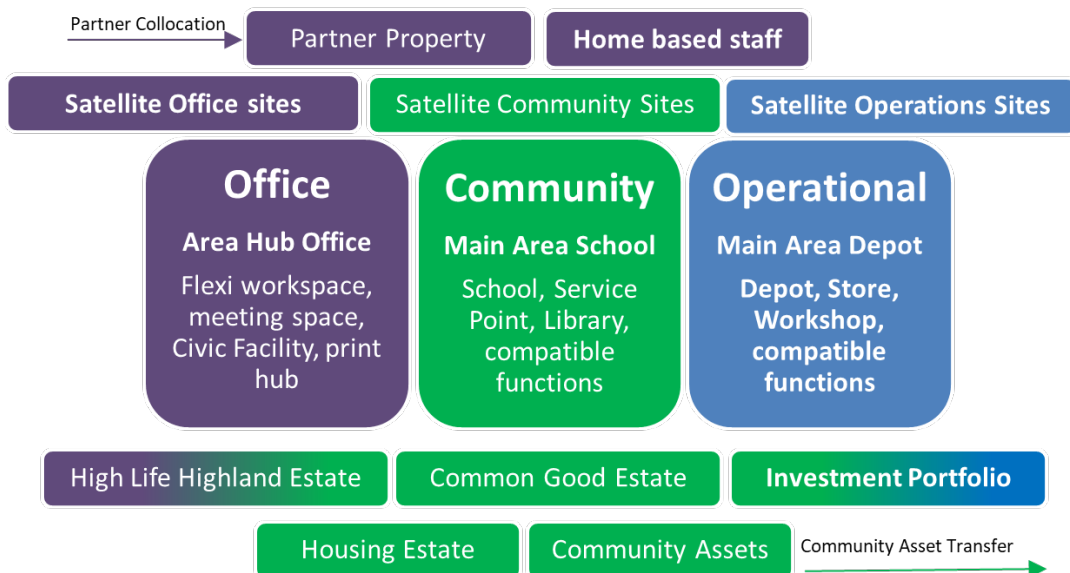 Partner Collocation
Partner Property
Home based staff
Satellite Office sites
Satellite Community Sites
Satellite Operations Sites
Office
Area Hub Office
Flexi workspace,
meeting space,
Civic Facility, print
hub
Community
Main Area School
School, Service
Point, Library,
compatible
functions
Operational
Main Area Depot
Depot, Store,
Workshop,
compatible
functions
High Life Highland Estate
Common Good Estate
Investment Portfolio
Housing Estate
Community Assets
Community Asset Transfer